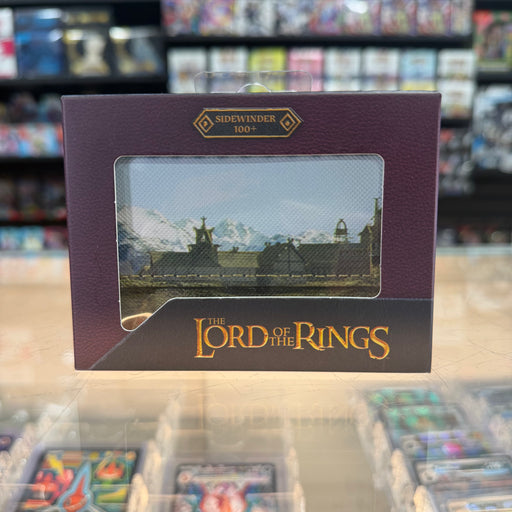 SIDEWINDER
100+
THE
LORD OF THE RINGS